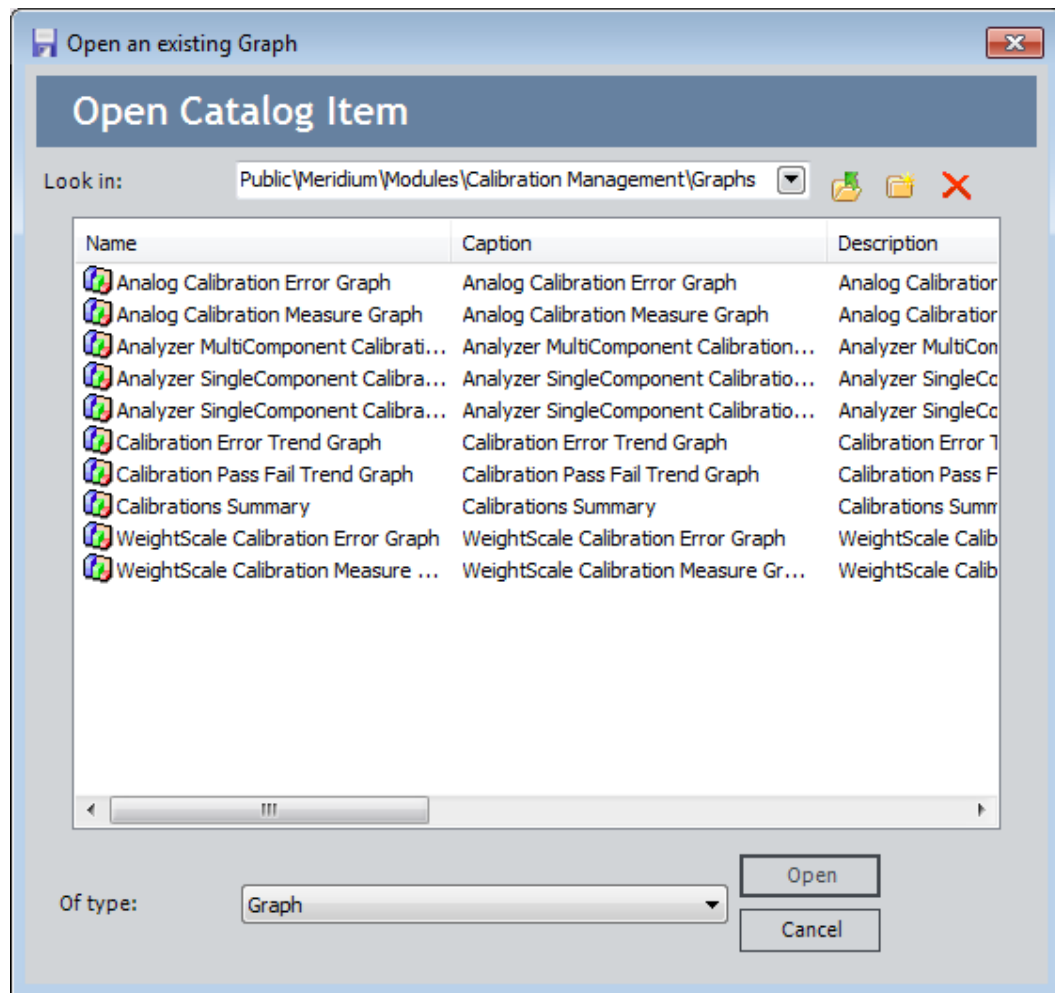 Open an existing Graph
Open Catalog Item
Look in: Public\Meridium\Modules\Calibration Management\Graphs
Name Caption Description
Analog Calibration Error Graph Analog Calibration Error Graph Analog Calibration
Analog Calibration Measure Graph Analog Calibration Measure Graph Analog Calibration
Analyzer MultiComponent Calibrati... Analyzer MultiComponent Calibration... Analyzer MultiCom
Analyzer SingleComponent Calibra... Analyzer SingleComponent Calibratio... Analyzer SingleCo
Analyzer SingleComponent Calibra... Analyzer SingleComponent Calibratio... Analyzer SingleCo
Calibration Error Trend Graph Calibration Error Trend Graph Calibration Error T
Calibration Pass Fail Trend Graph Calibration Pass Fail Trend Graph Calibration Pass F
Calibrations Summary Calibrations Summary Calibrations Summ
WeightScale Calibration Error Graph WeightScale Calibration Error Graph WeightScale Calib
WeightScale Calibration Measure ... WeightScale Calibration Measure Gr... WeightScale Calib
Of type: Graph
Open
Cancel